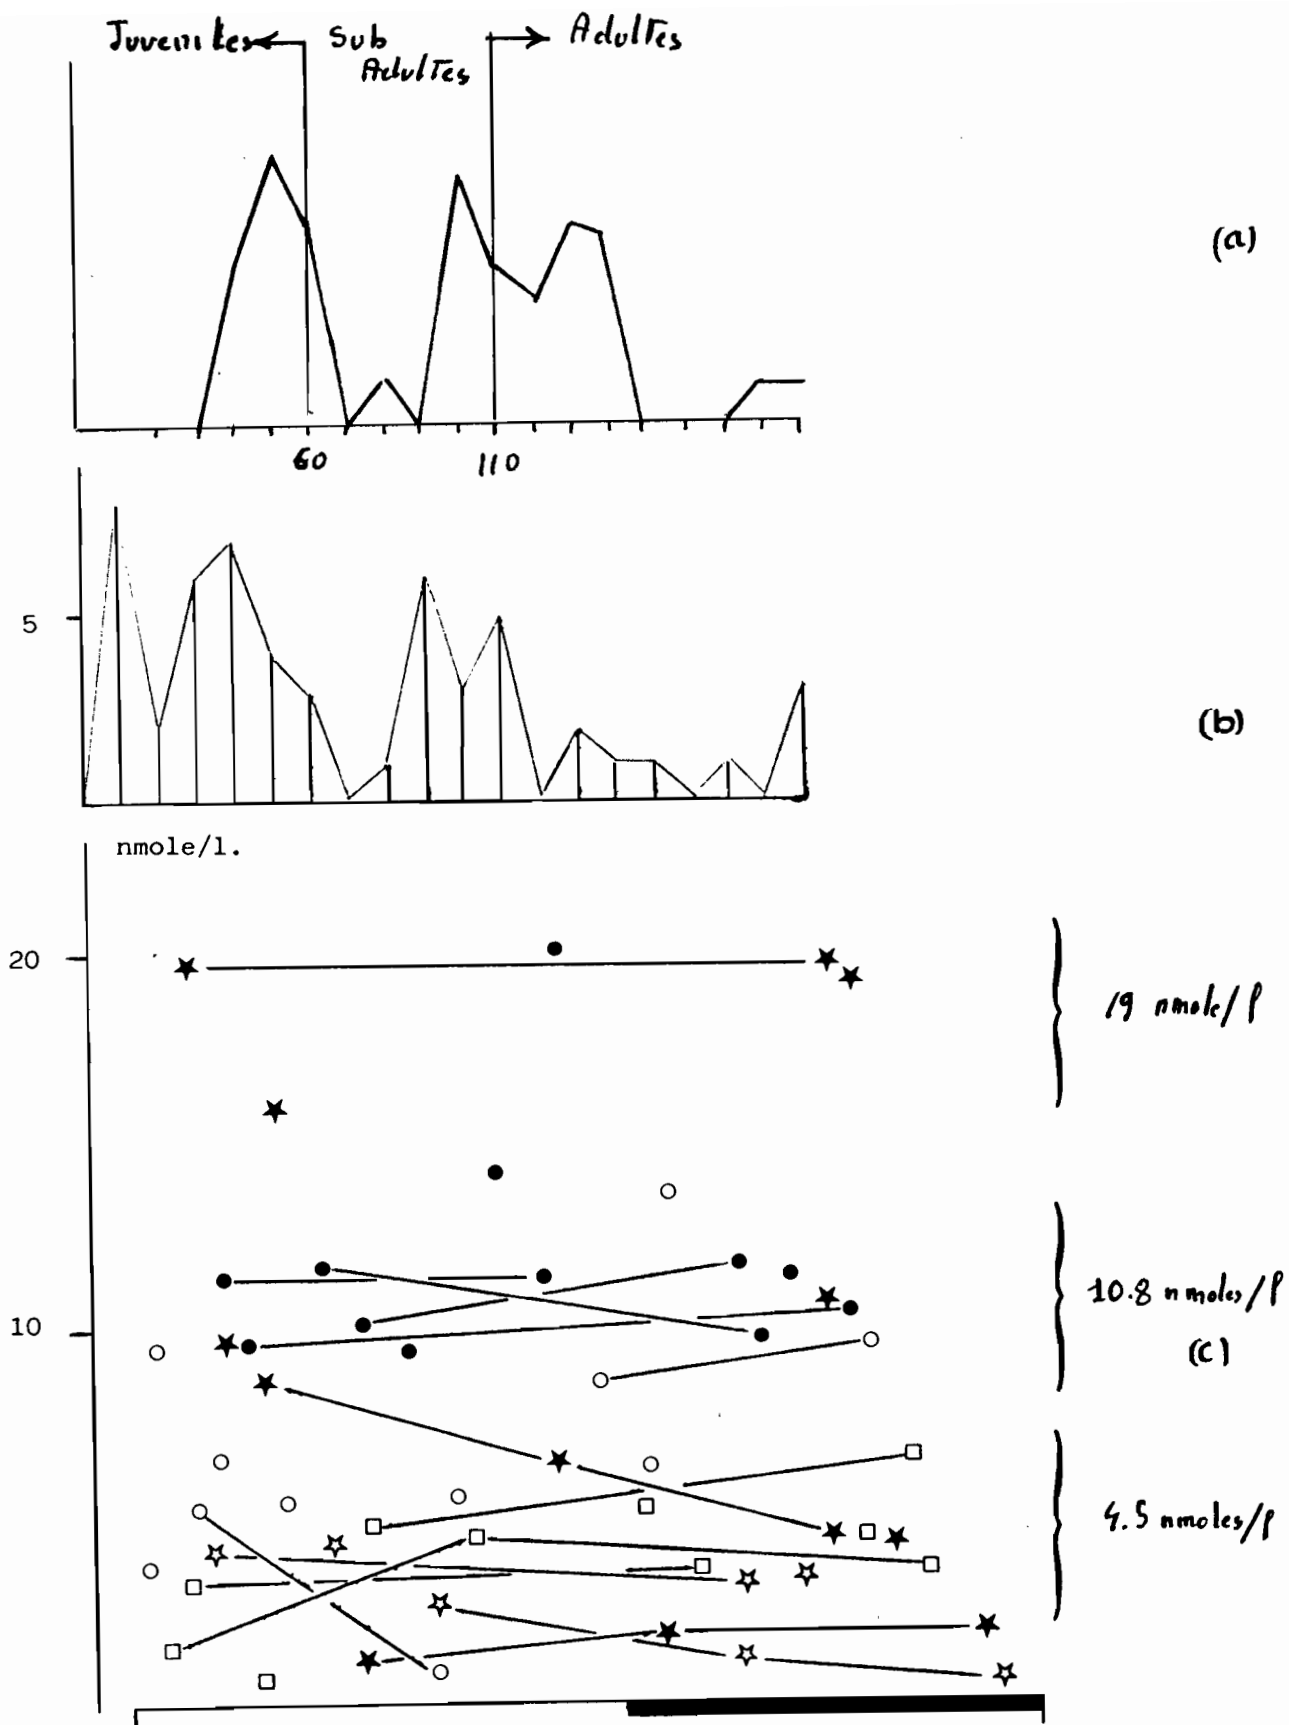 Juveniles
Sub
Adultes
Adultes
(a)
60
110
5
(b)
nmole/l.
20
19 nmole/l
10
10.8 nmoles/l
(c)
4.5 nmoles/l